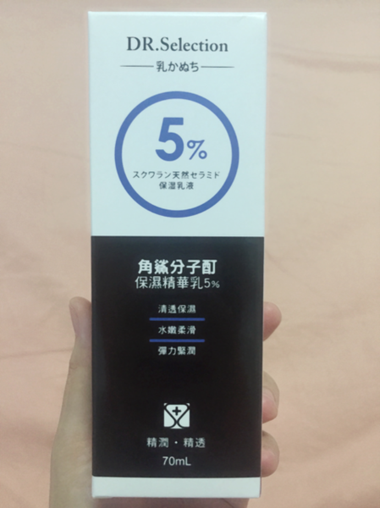 DR.Selection
乳かぬち
5%
スクワラン天然セラミド
保湿乳液
角鯊分子酊
保濕精華乳5%
清透保濕
水嫩柔滑
彈力緊潤
精潤・精透
70mL